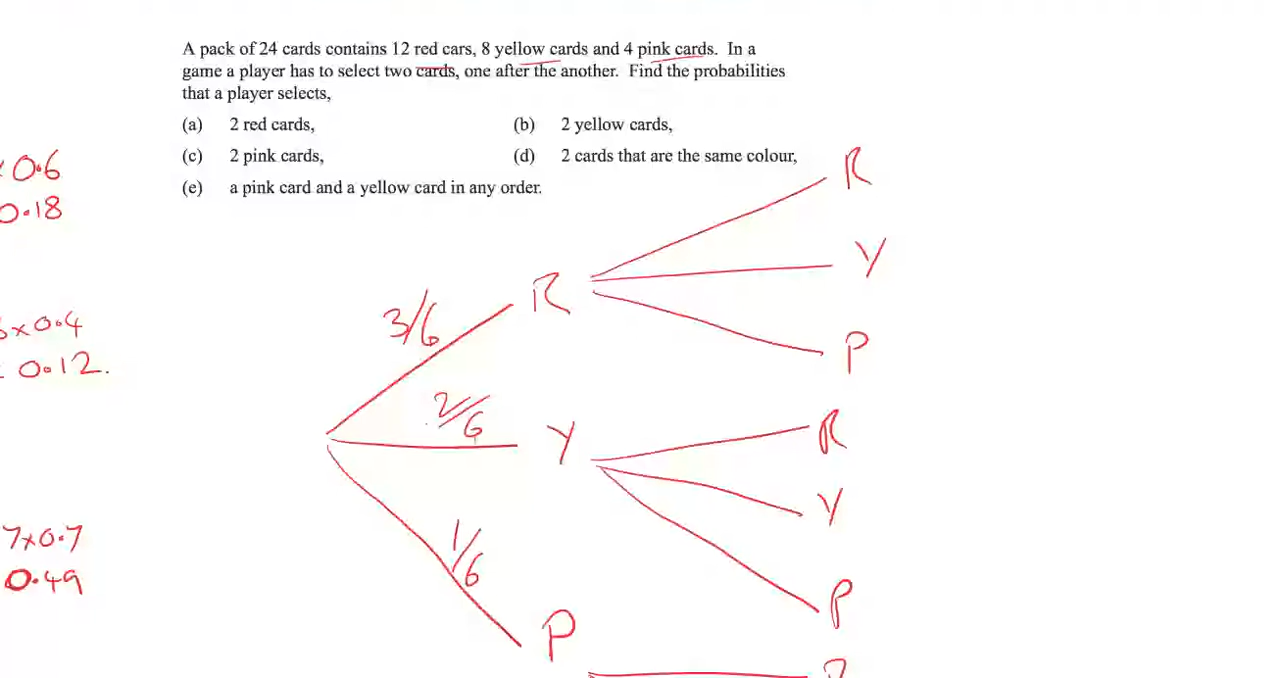 A pack of 24 cards contains 12 red cars, 8 yellow cards and 4 pink cards. In a
game a player has to select two cards, one after the another. Find the probabilities
that a player selects,
(a) 2 red cards,
(b) 2 yellow cards,
(c) 2 pink cards,
(d) 2 cards that are the same colour,
(e) a pink card and a yellow card in any order.
0.6
0.18
x0.4
0.12.
7x0.7
0.49
3/6
R
R
Y
P
2/6
Y
R
Y
P
1/6
P